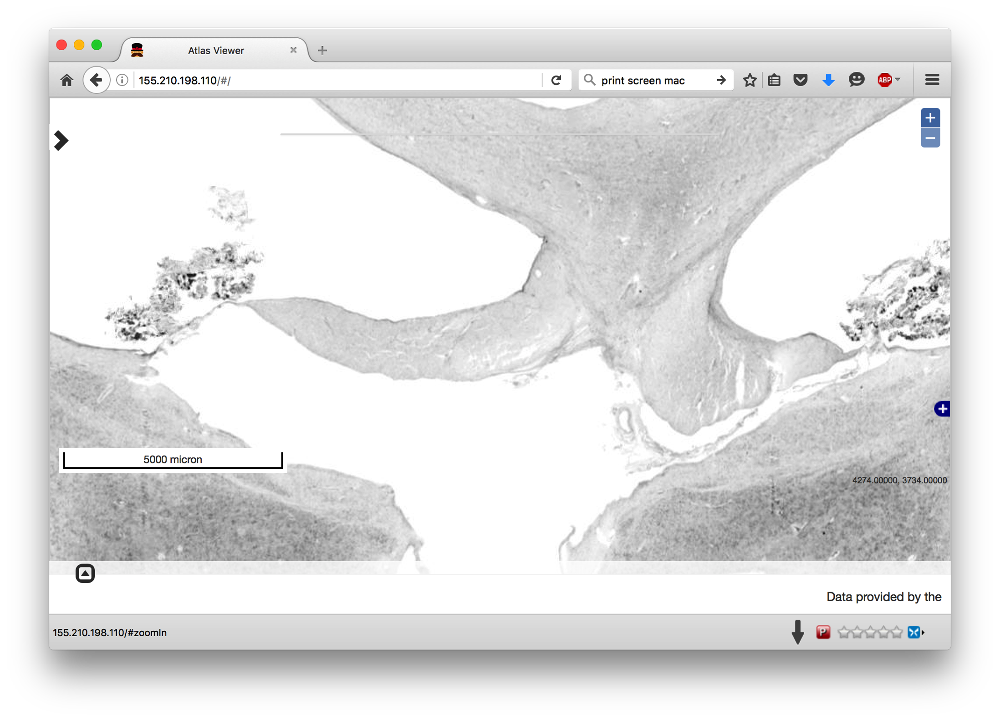 Atlas Viewer
155.210.198.110/#/
print screen mac
ABP
5000 micron
4274.00000, 3734.00000
Data provided by the
155.210.198.110/#zoomIn
P